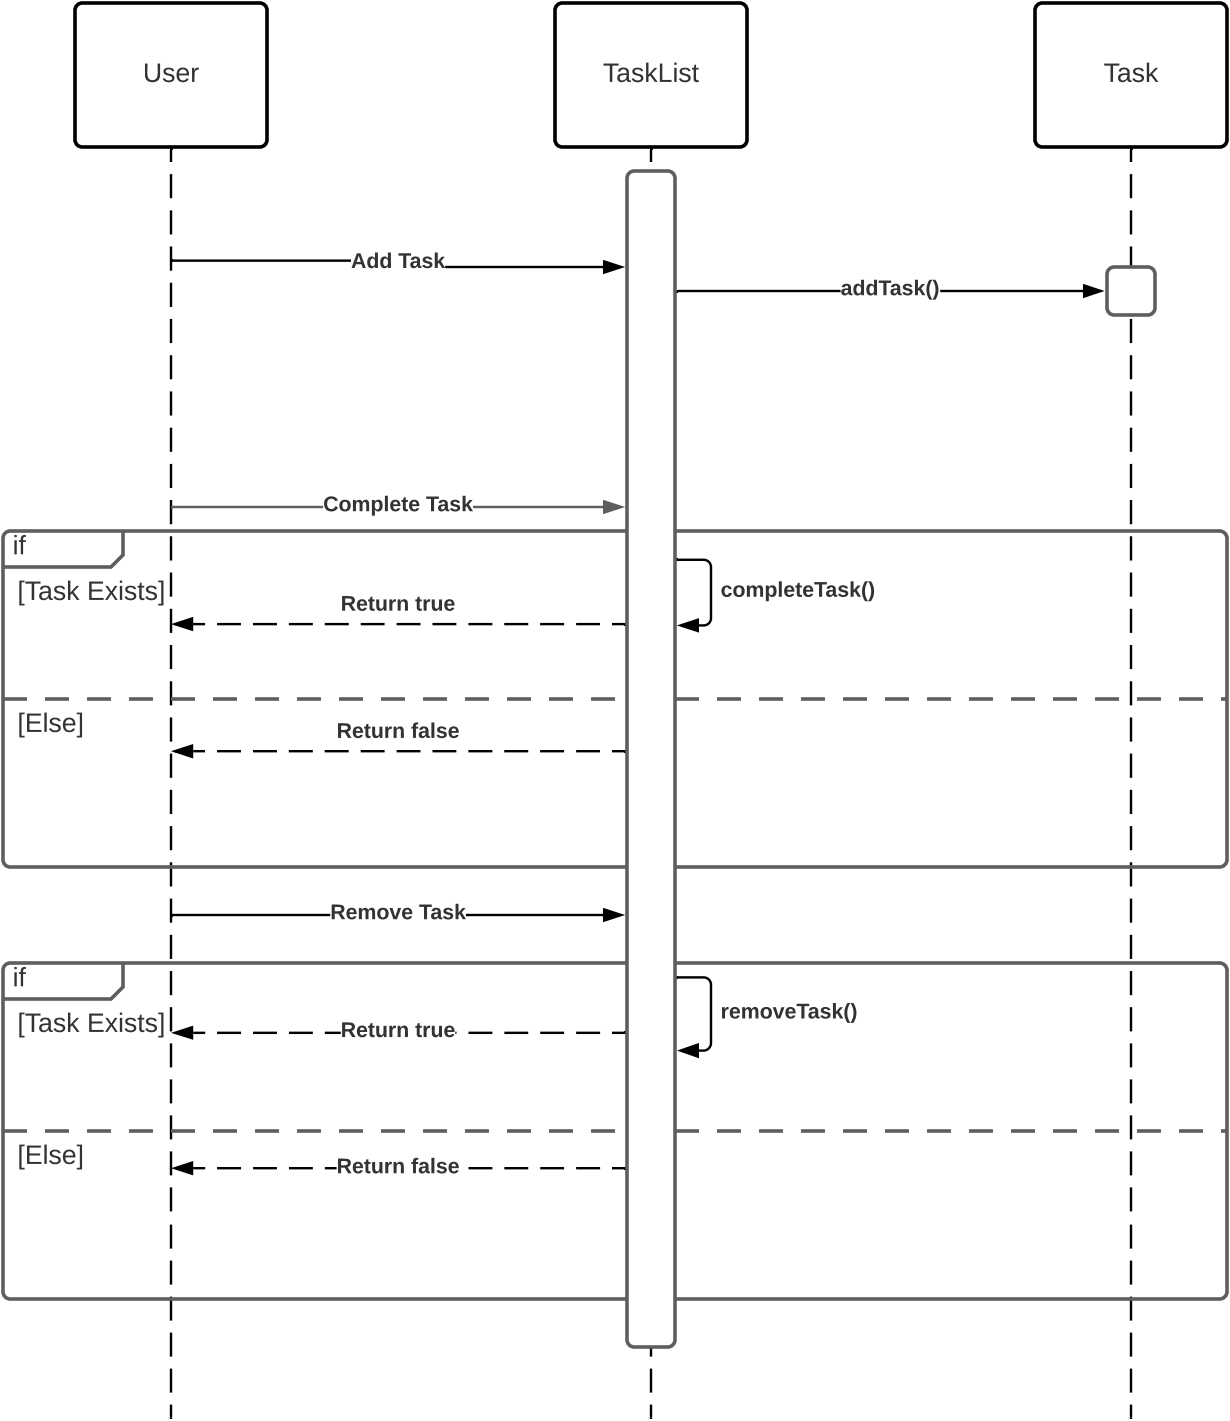 User
TaskList
Task
Add Task
addTask()
Complete Task
if
[Task Exists]
completeTask()
Return true
[Else]
Return false
Remove Task
if
[Task Exists]
removeTask()
Return true
[Else]
Return false